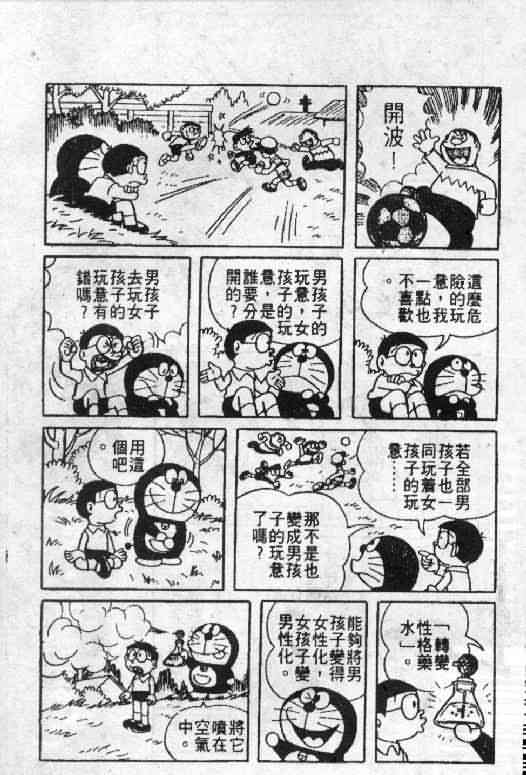 開波！
這麼危
險的玩
意，我
一點也
不喜歡
。
男孩子的
玩意，女
孩子的玩
意，是
誰要分
開的？
男孩子
去玩女
孩子的
玩意有
錯嗎？
若全部男
孩子也一
同玩着女
孩子的玩
意……
那不是也
變成男孩
子的玩意
了嗎？
用這
個吧
。
「轉變
性格藥
水」。
能夠將男
孩子變得
女性化，
女孩子變
男性化。
將它
噴在
空氣
中。